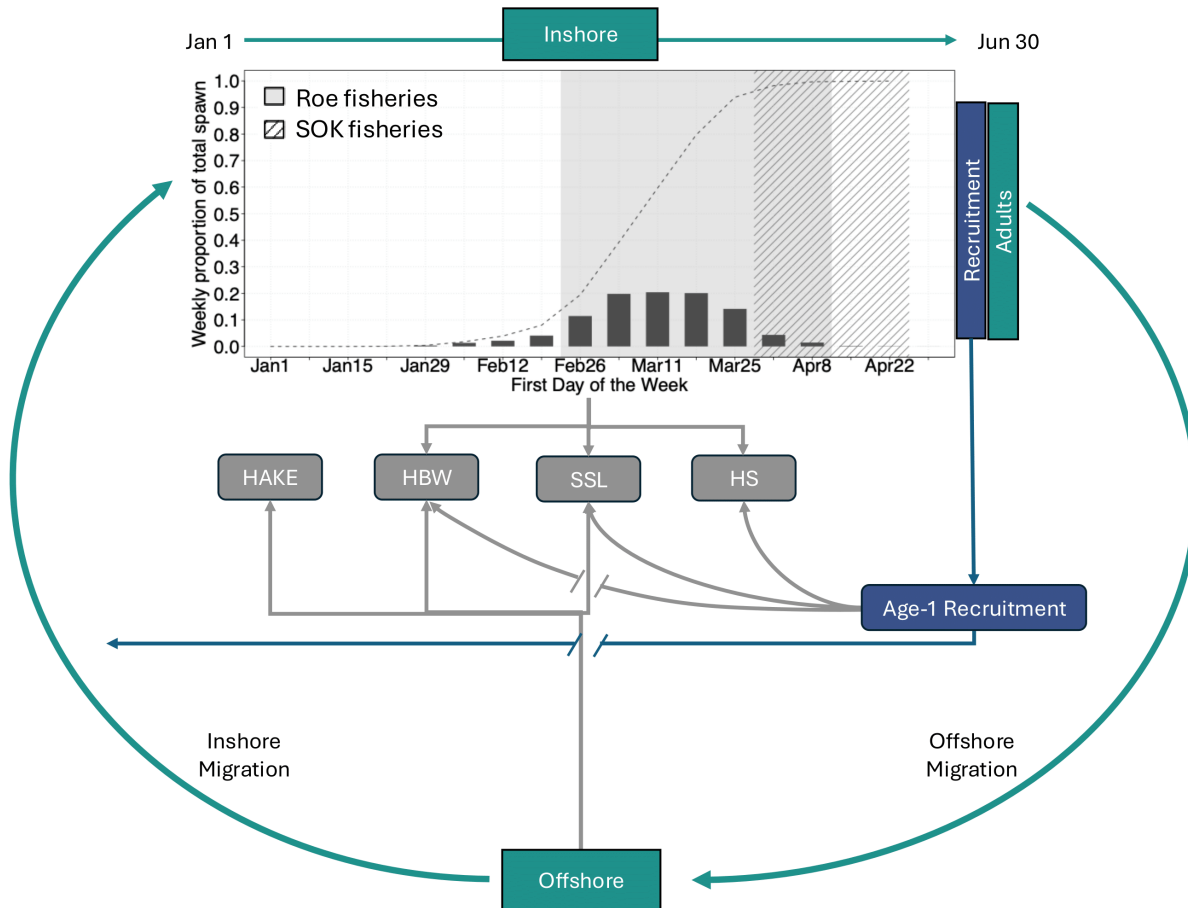 Inshore
Jan 1
Jun 30
Weekly proportion of total spawn
1.0
0.9
0.8
0.7
0.6
0.5
0.4
0.3
0.2
0.1
0.0
Roe fisheries
SOK fisheries
Jan1 Jan15 Jan29 Feb12 Feb26 Mar11 Mar25 Apr8 Apr22
First Day of the Week
Recruitment
Adults
HAKE
HBW
SSL
HS
Age-1 Recruitment
Inshore
Migration
Offshore
Migration
Offshore